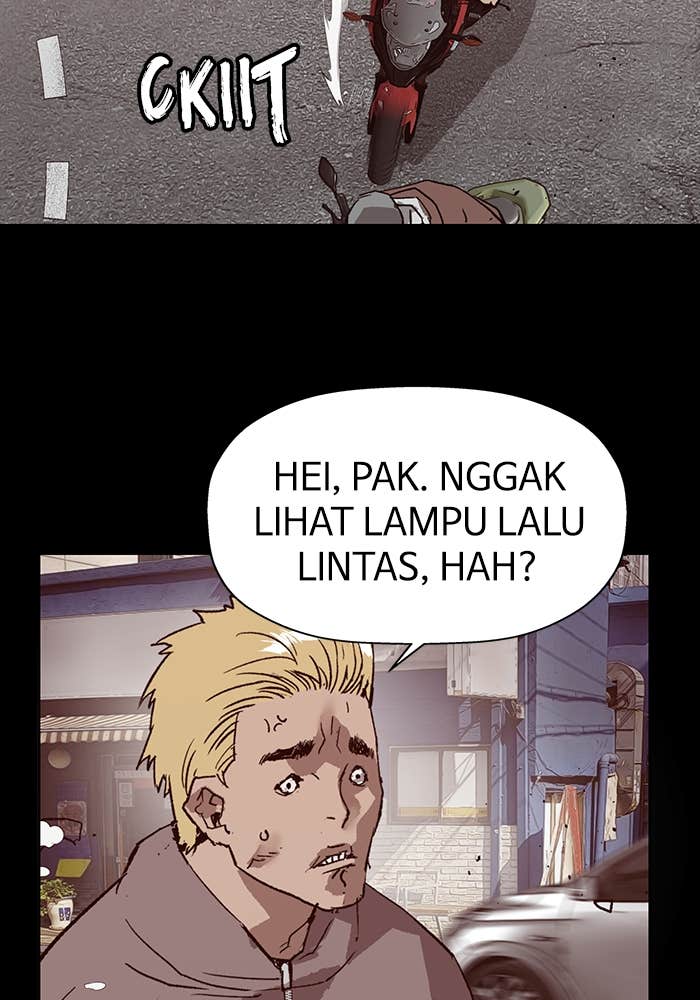 CKIIT
HEI, PAK. NGGAK
LIHAT LAMPU LALU
LINTAS, HAH?